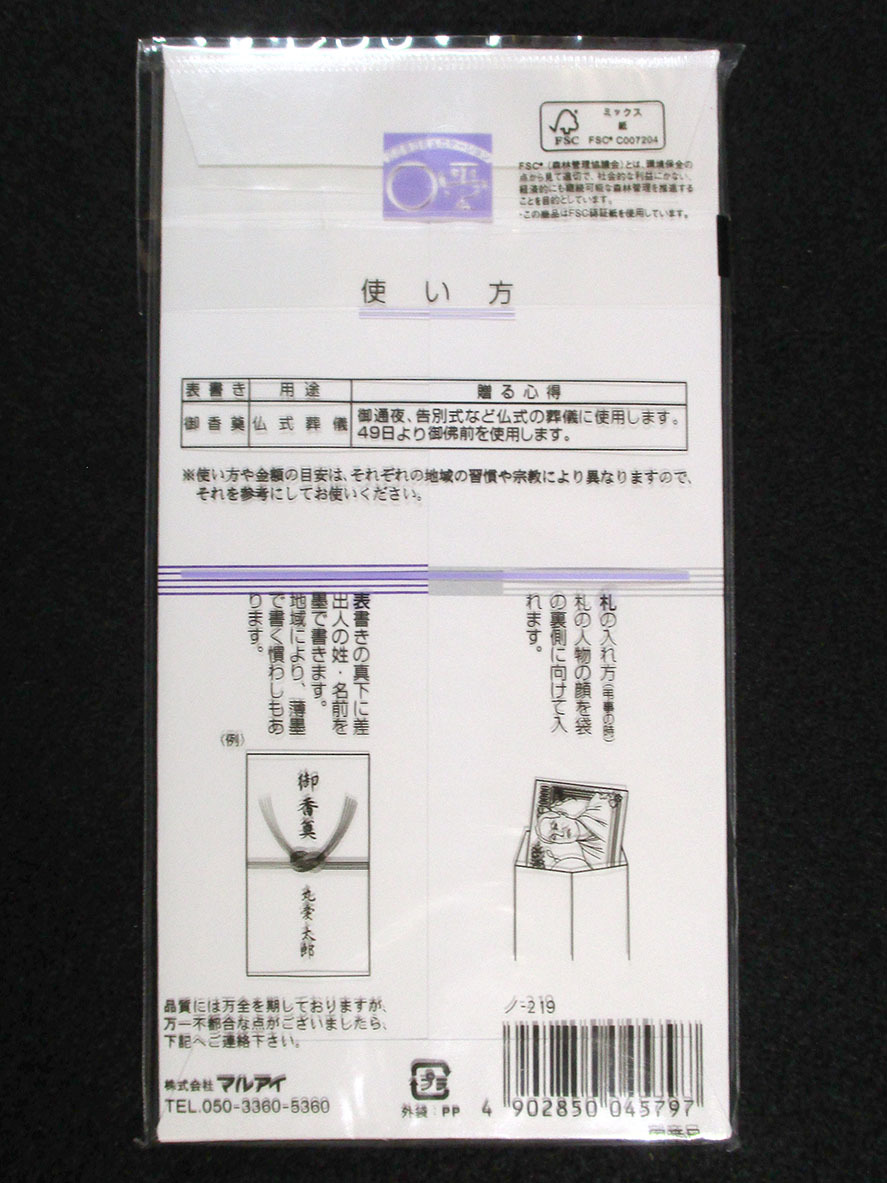 ミックス
紙
FSC
FSC® C007204
FSC®（森林管理協議会）とは、環境保全の
点から見て適切で、社会的な利益にかない、
経済的にも継続可能な森林管理を推進する
ことを目的としています。
・この商品はFSC認証紙を使用しています。
使い方
表書き 用途 贈る心得
御香奠 仏式葬儀 御通夜、告別式など仏式の葬儀に使用します。
49日より御佛前を使用します。
※使い方や金額の目安は、それぞれの地域の習慣や宗教により異なりますので、
それを参考にしてお使いください。
札の入れ方（弔事の時）
札の人物の顔を袋
の裏側に向けて入
れます。
表書きの真下に差
出人の姓・名前を
墨で書きます。
地域により、薄墨
で書く慣わしもあ
ります。
（例）
御香奠
丸愛太郎
品質には万全を期しておりますが、
万一不都合な点がございましたら、
下記へご連絡下さい。
株式会社 マルアイ
TEL.050-3360-5360
プラ
外袋：PP
ノ-219
4 902850 045797